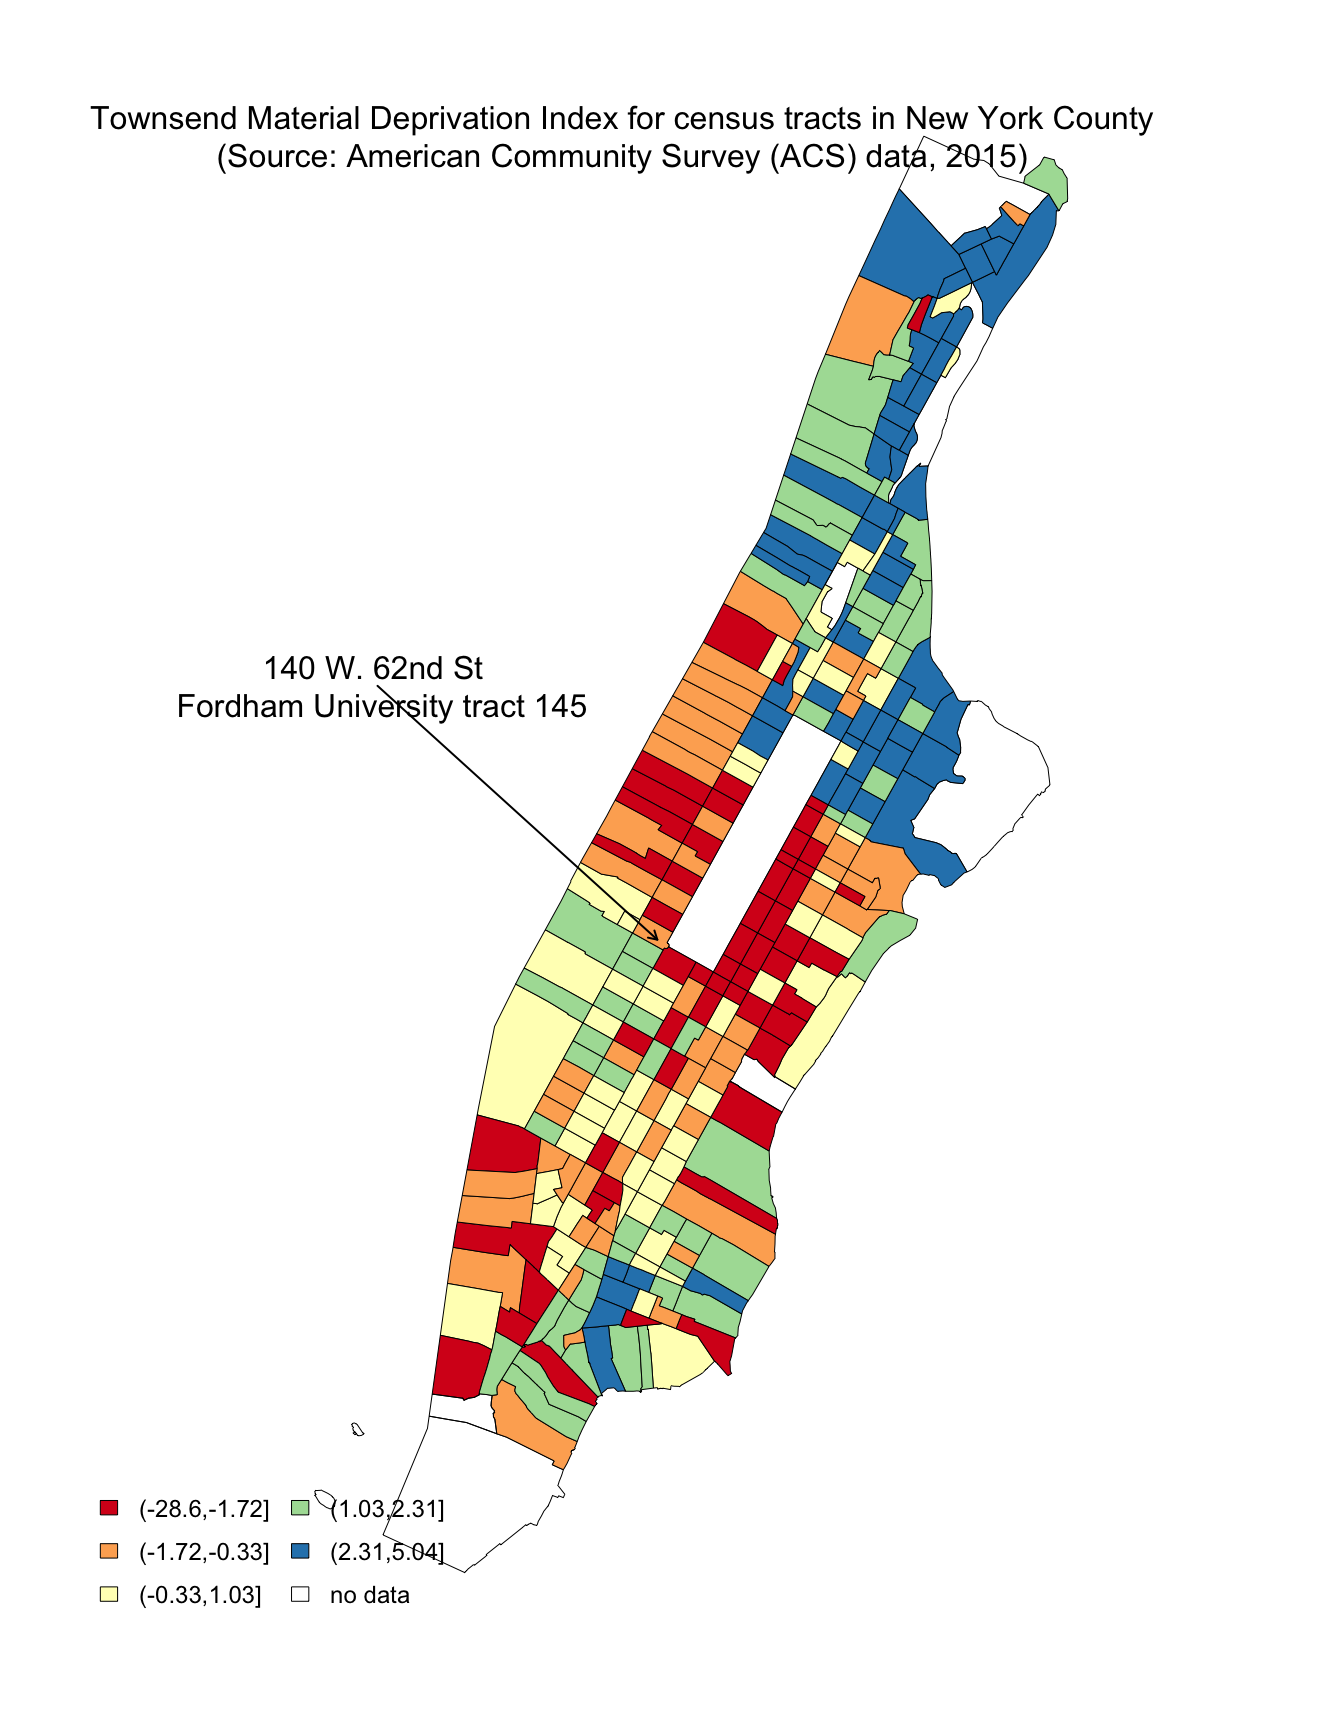 Townsend Material Deprivation Index for census tracts in New York County
(Source: American Community Survey (ACS) data, 2015)
140 W. 62nd St
Fordham University tract 145
(-28.6,-1.72]
(1.03,2.31]
(-1.72,-0.33]
(2.31,5.04]
(-0.33,1.03]
no data